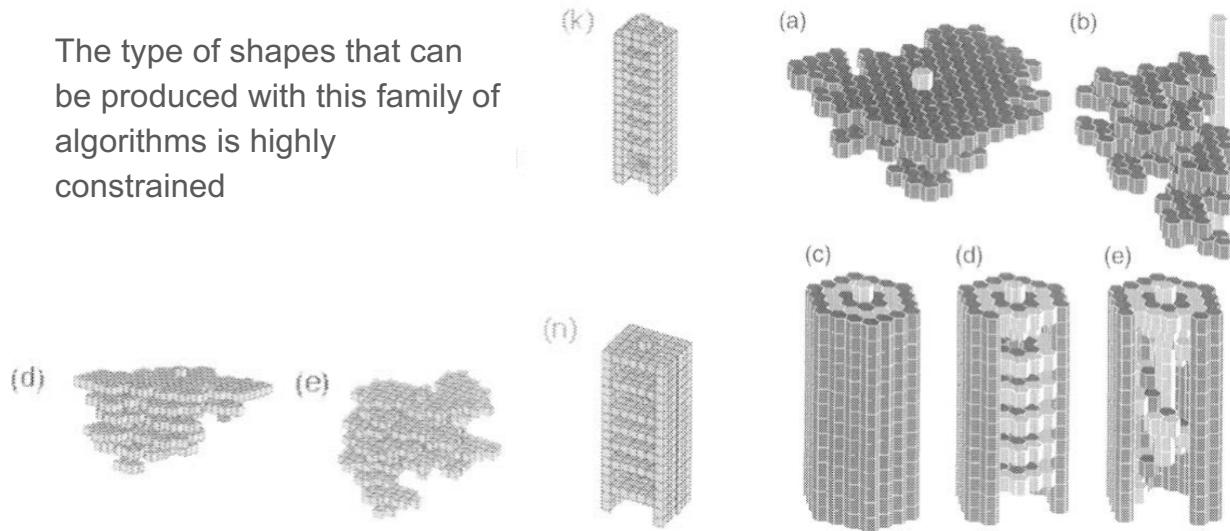 The type of shapes that can
be produced with this family of
algorithms is highly
constrained
(k)
(a)
(b)
(c)
(d)
(e)
(n)
(d)
(e)